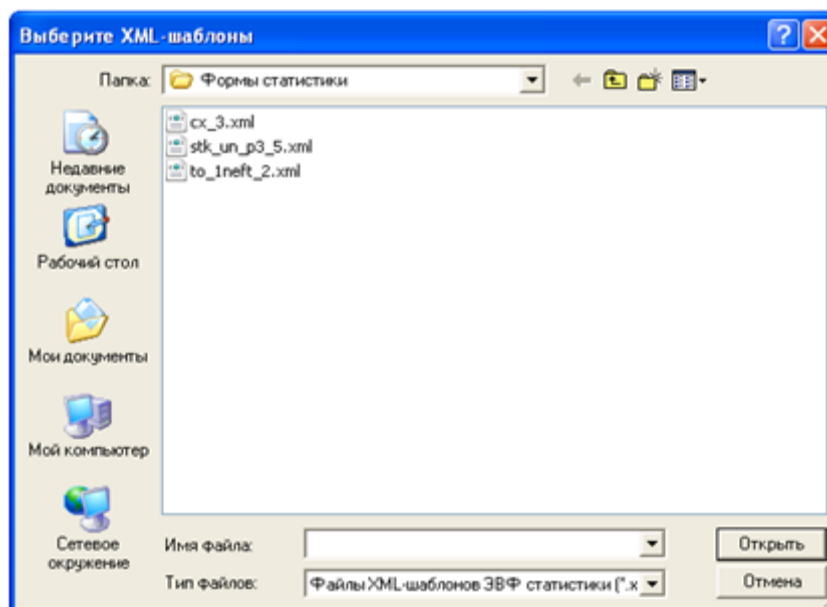 Выберите XML-шаблоны
Папка:
Формы статистики
cx_3.xml
stk_un_p3_5.xml
to_1neft_2.xml
Недавние
документы
Рабочий стол
Мои документы
Мой компьютер
Сетевое
окружение
Имя файла:
Открыть
Тип файлов:
Файлы XML-шаблонов ЭВФ статистики (*.x
Отмена